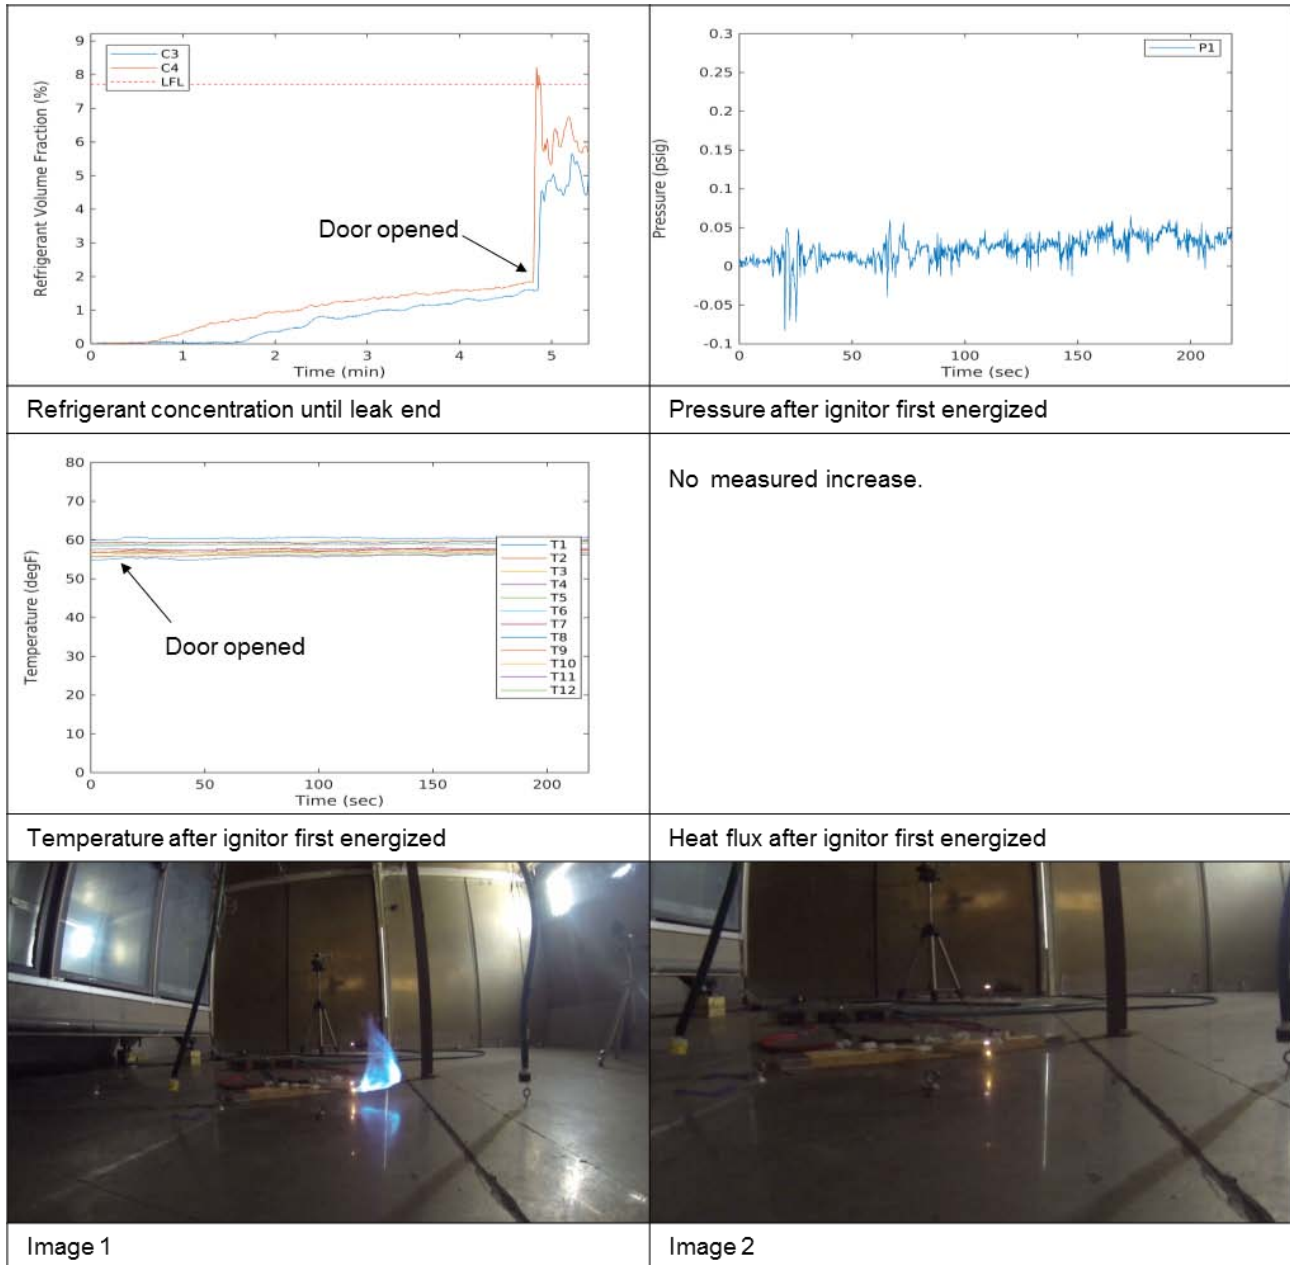 9
8
7
6
5
4
3
2
1
0
Refrigerant Volume Fraction (%)
C3
C4
LFL
Door opened
0 1 2 3 4 5
Time (min)
0.3
0.25
0.2
0.15
0.1
0.05
0
-0.05
-0.1
Pressure (psig)
P1
0 50 100 150 200
Time (sec)
Refrigerant concentration until leak end
Pressure after ignitor first energized
80
70
60
50
40
30
20
10
0
Temperature (degF)
Door opened
T1
T2
T3
T4
T5
T6
T7
T8
T9
T10
T11
T12
0 50 100 150 200
Time (sec)
No measured increase.
Temperature after ignitor first energized
Heat flux after ignitor first energized
Image 1
Image 2